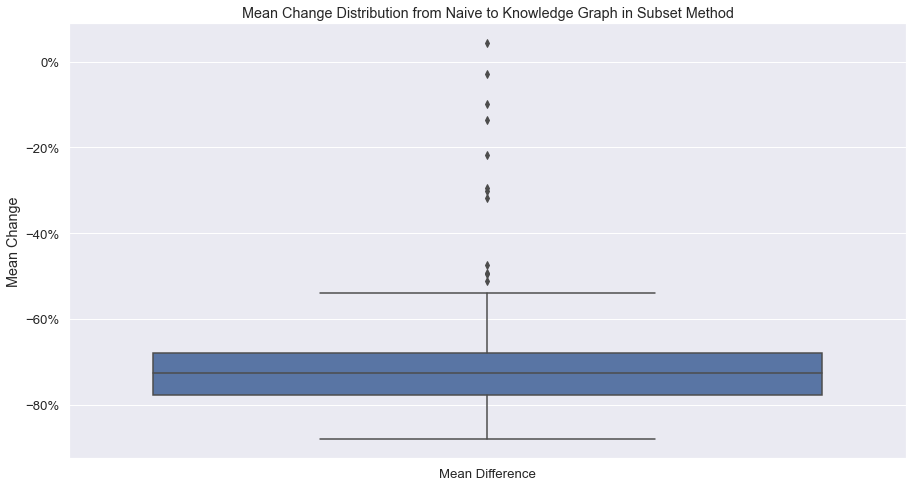 Mean Change Distribution from Naive to Knowledge Graph in Subset Method
0%
−20%
−40%
−60%
−80%
Mean Change
Mean Difference